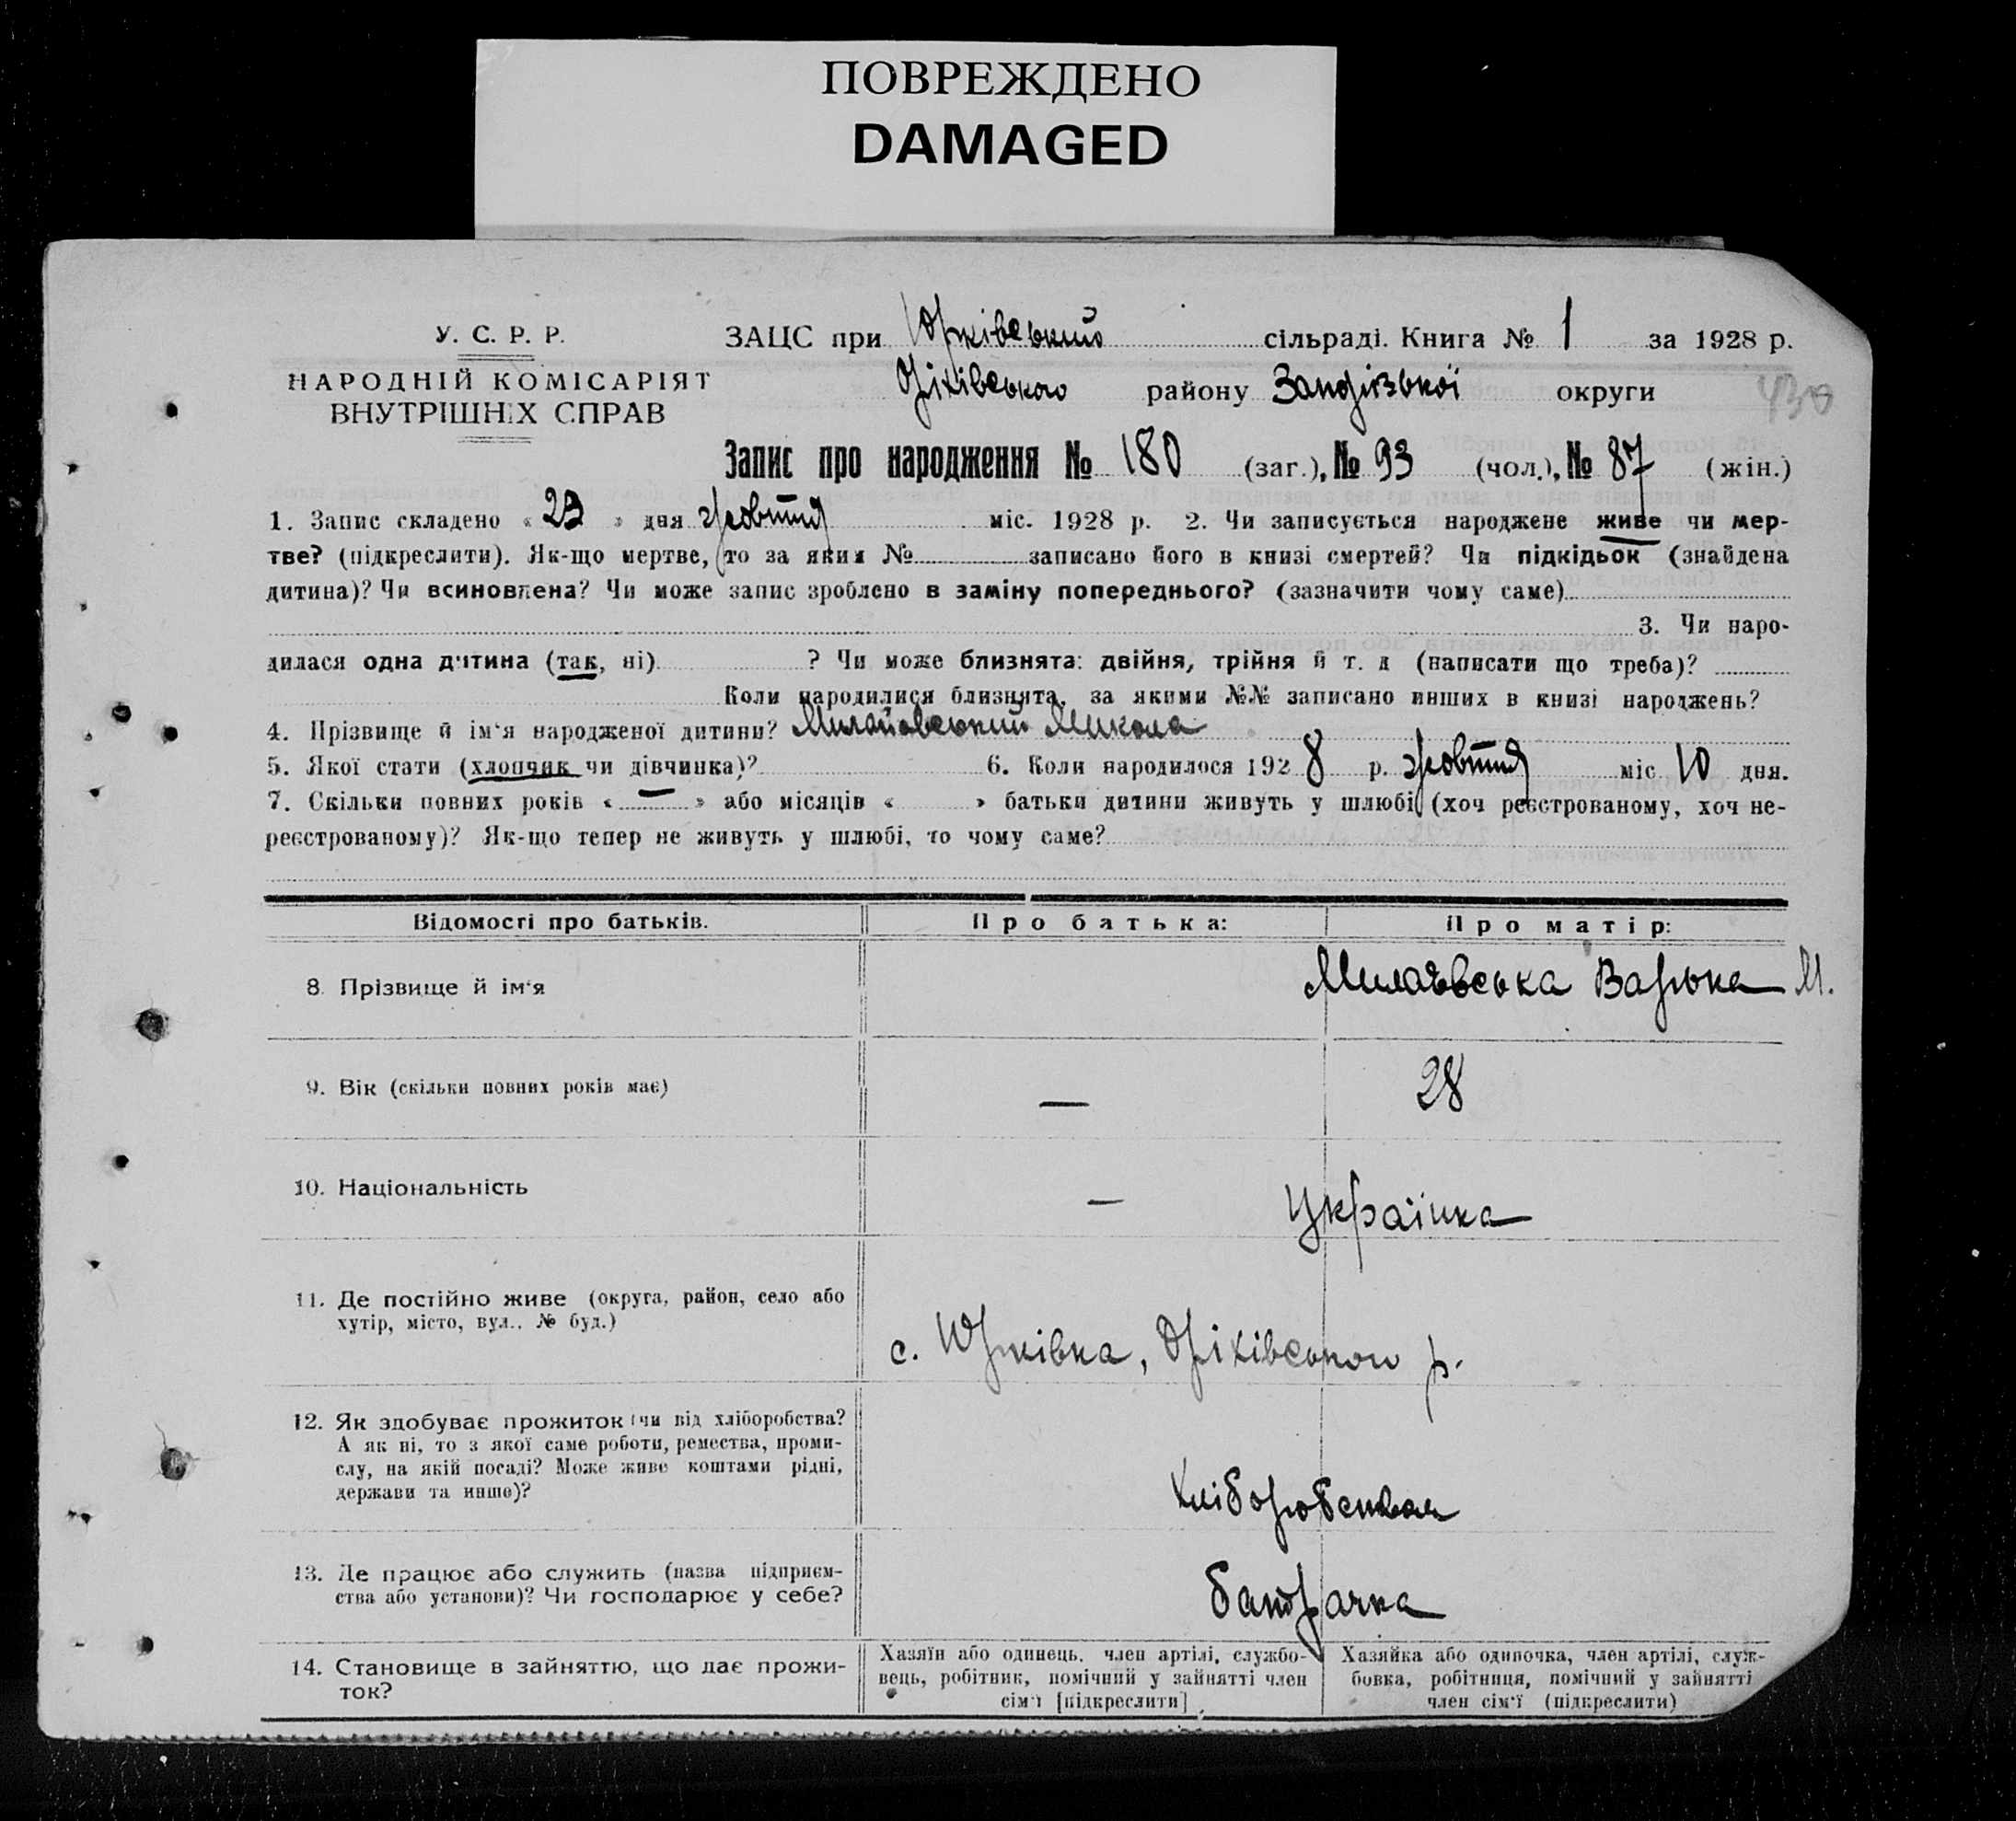 ПОВРЕЖДЕНО
DAMAGED
У. С. Р. Р.
НАРОДНІЙ КОМІСАРІЯТ
ВНУТРІШНІХ СПРАВ
ЗАЦС при Юрківський сільраді. Книга № 1 за 1928 р.
Оріхівського району Запорізької округи
430
Запис про народження № 180 (заг.), № 93 (чол.), № 87 (жін.)
1. Запис складено « 23 » дня жовтня міс. 1928 р. 2. Чи записується народжене живе чи мер-
тве? (підкреслити). Як-що мертве, то за яким № записано його в книзі смертей? Чи підкідьок (знайдена
дитина)? Чи всиновлена? Чи може запис зроблено в заміну попереднього? (зазначити чому саме)
3. Чи наро-
дилася одна дитина (так, ні) ? Чи може близнята: двійня, трійня й т. д (написати що треба)?
Коли народилися близнята, за якими №№ записано инших в книзі народжень?
4. Прізвище й ім'я народженої дитини? Микола
5. Якої стати (хлопчик чи дівчинка)? 6. Коли народилося 1928 р. жовтня міс 10 дня.
7. Скільки повних років « — » або місяців « » батьки дитини живуть у шлюбі (хоч реєстрованому, хоч не-
реєстрованому)? Як-що тепер не живуть у шлюбі, то чому саме?
Відомості про батьків. Про батька: Про матір:
8. Прізвище й ім'я Варька М.
9. Вік (скільки повних років має) — 28
10. Національність — Українка
11. Де постійно живе (округа, район, село або
хутір, місто, вул., № буд.)
с. Юрківка, Оріхівського р.
12. Як здобуває прожиток (чи від хліборобства?
А як ні, то з якої саме роботи, ремества, проми-
слу, на якій посаді? Може живе коштами рідні,
держави та инше)?
13. Де працює або служить (назва підприєм-
ства або установи)? Чи господарює у себе?
батрачка
14. Становище в зайняттю, що дає прожи-
ток?
Хазяїн або одинець, член артілі, службо-
вець, робітник, помічний у зайнятті член
сім'ї [підкреслити]
Хазяйка або одиночка, член артілі, служ-
бовка, робітниця, помічний у зайнятті
член сім'ї (підкреслити)